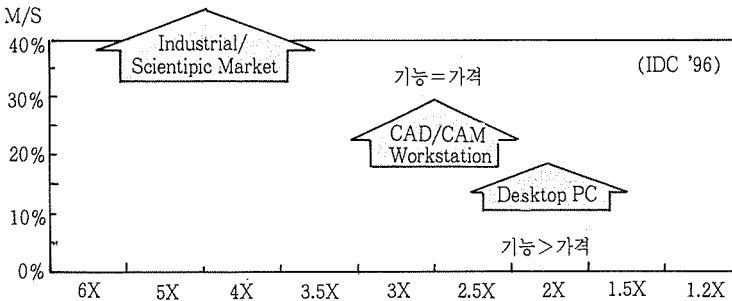 M/S
40%
Industrial/
Scientipic Market
(IDC '96)
기능=가격
30%
CAD/CAM
Workstation
20%
Desktop PC
10%
기능>가격
0%
6X 5X 4X 3.5X 3X 2.5X 2X 1.5X 1.2X